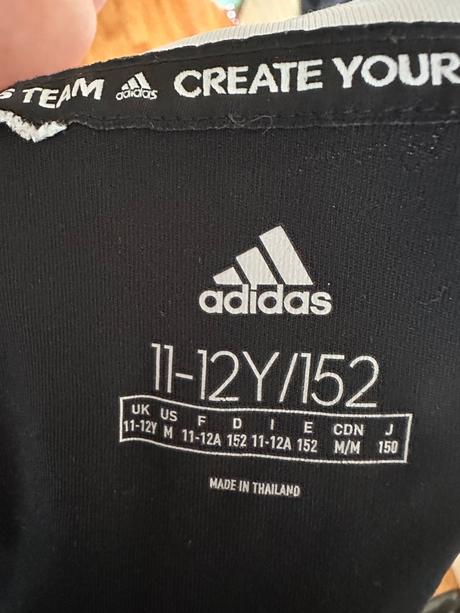 S TEAM adidas CREATE YOUR
adidas
11-12Y/152
UK US F D I E CDN J
11-12Y M 11-12A 152 11-12A 152 M/M 150
MADE IN THAILAND